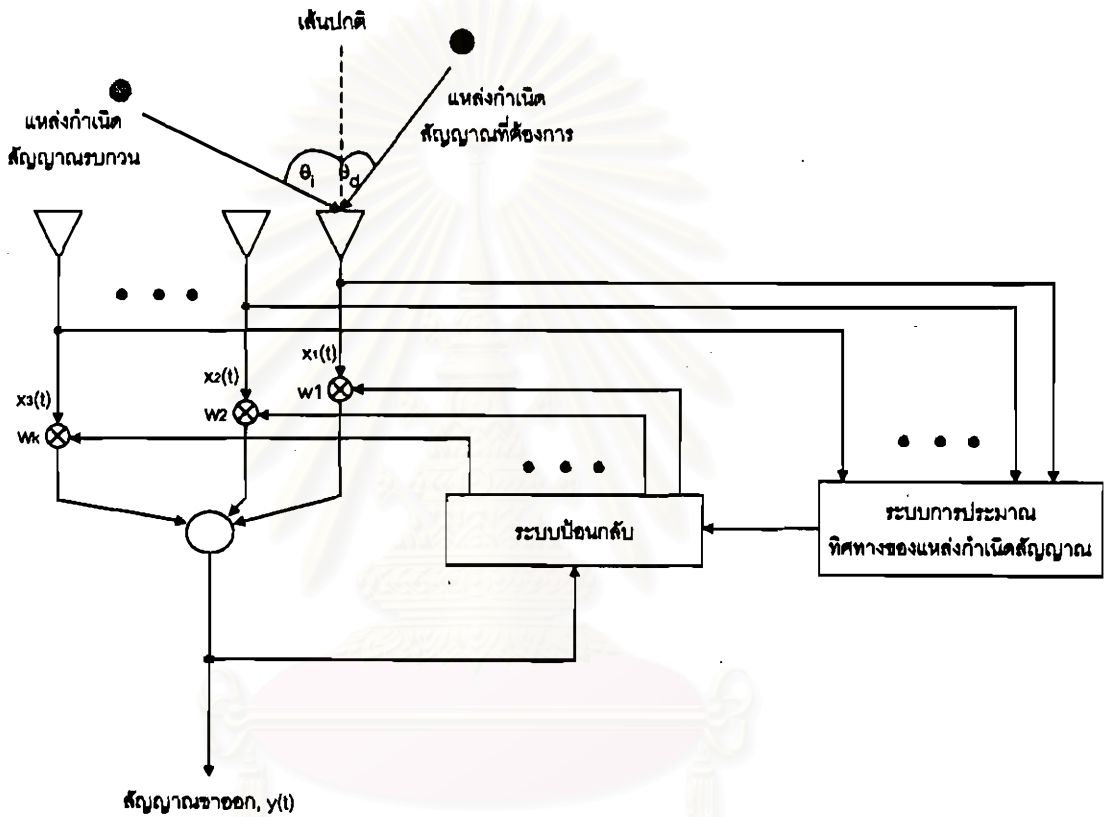 เส้นปกติ
แหล่งกำเนิด
สัญญาณรบกวน
แหล่งกำเนิด
สัญญาณที่ต้องการ
θi
θd
x1(t)
x2(t)
x3(t)
w1
w2
wk
ระบบป้อนกลับ
ระบบการประมาณ
ทิศทางของแหล่งกำเนิดสัญญาณ
สัญญาณขาออก, y(t)